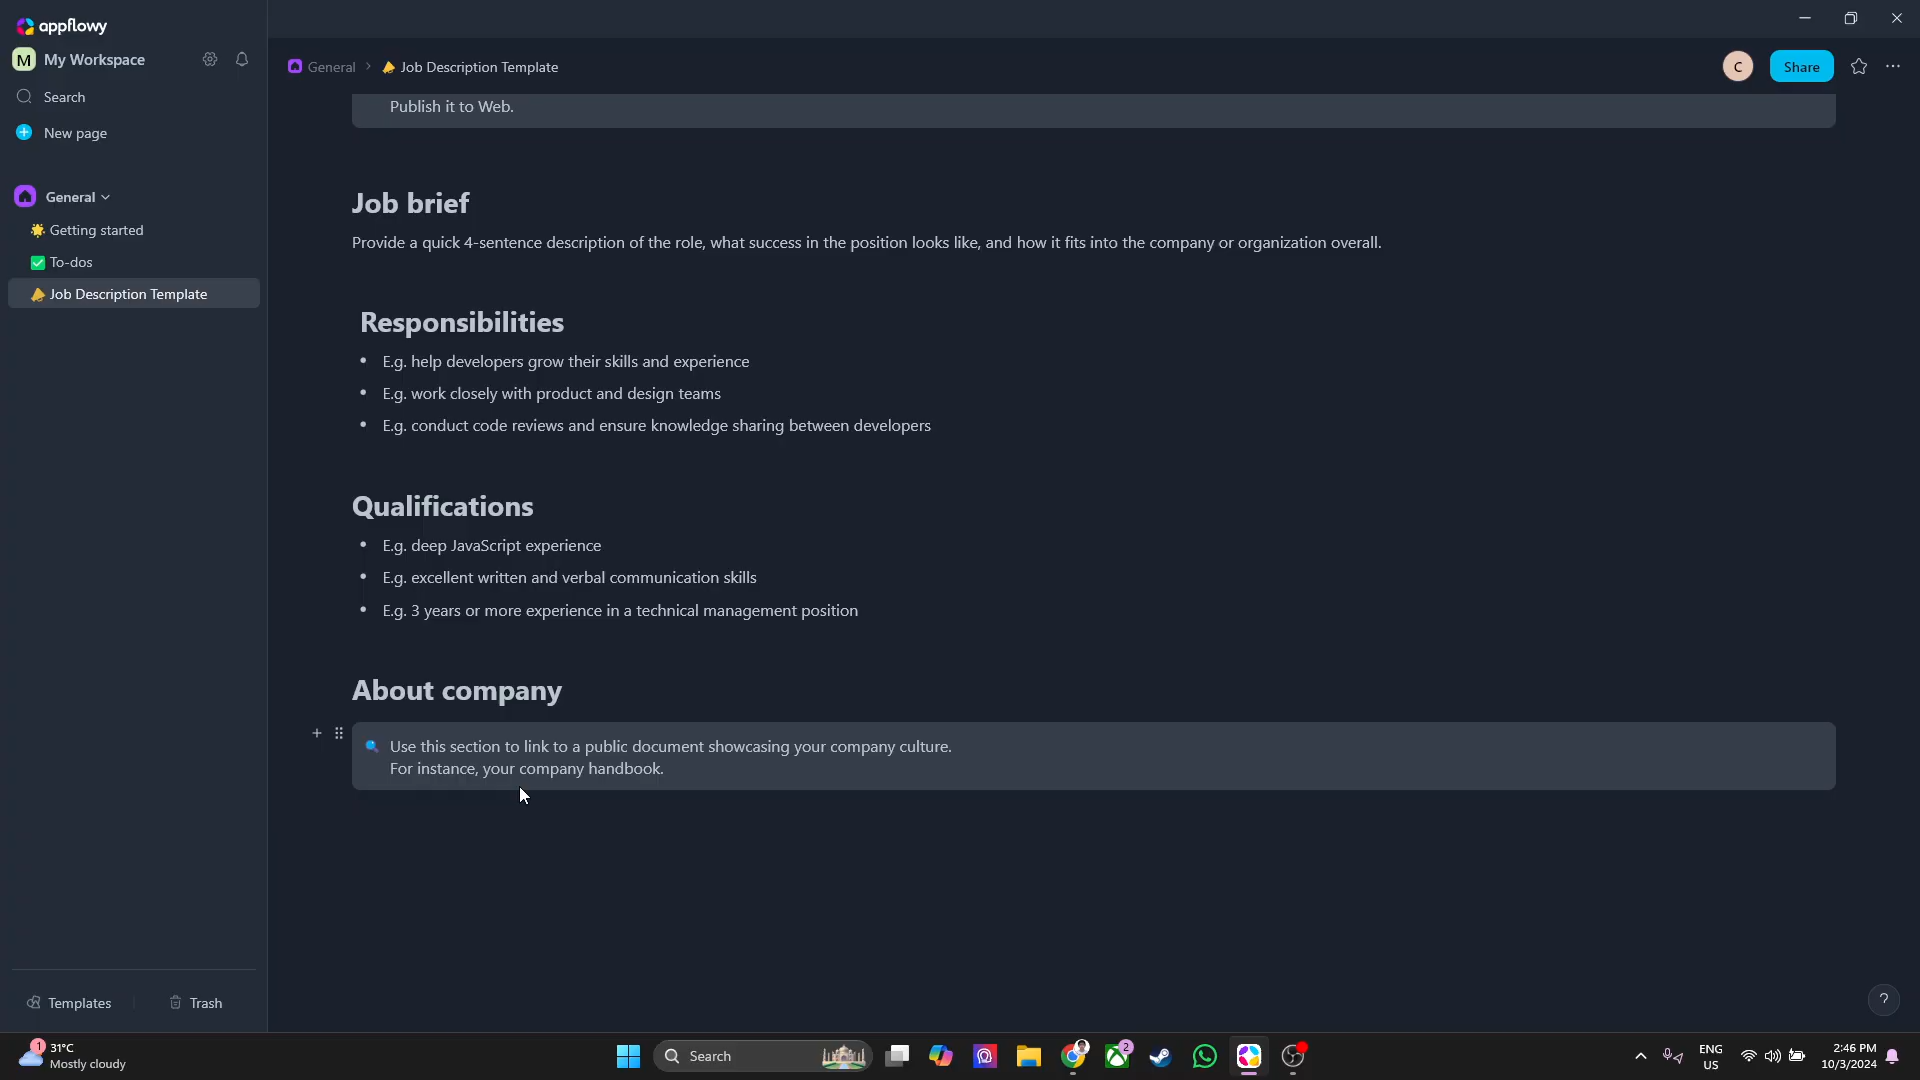 appflowy
M My Workspace
Search
New page
General
Getting started
To-dos
Job Description Template
Templates
Trash
General > Job Description Template
C
Share
Publish it to Web.
Job brief
Provide a quick 4-sentence description of the role, what success in the position looks like, and how it fits into the company or organization overall.
Responsibilities
• E.g. help developers grow their skills and experience
• E.g. work closely with product and design teams
• E.g. conduct code reviews and ensure knowledge sharing between developers
Qualifications
• E.g. deep JavaScript experience
• E.g. excellent written and verbal communication skills
• E.g. 3 years or more experience in a technical management position
About company
Use this section to link to a public document showcasing your company culture.
For instance, your company handbook.
?
1
31°C
Mostly cloudy
Search
2
ENG
US
2:46 PM
10/3/2024